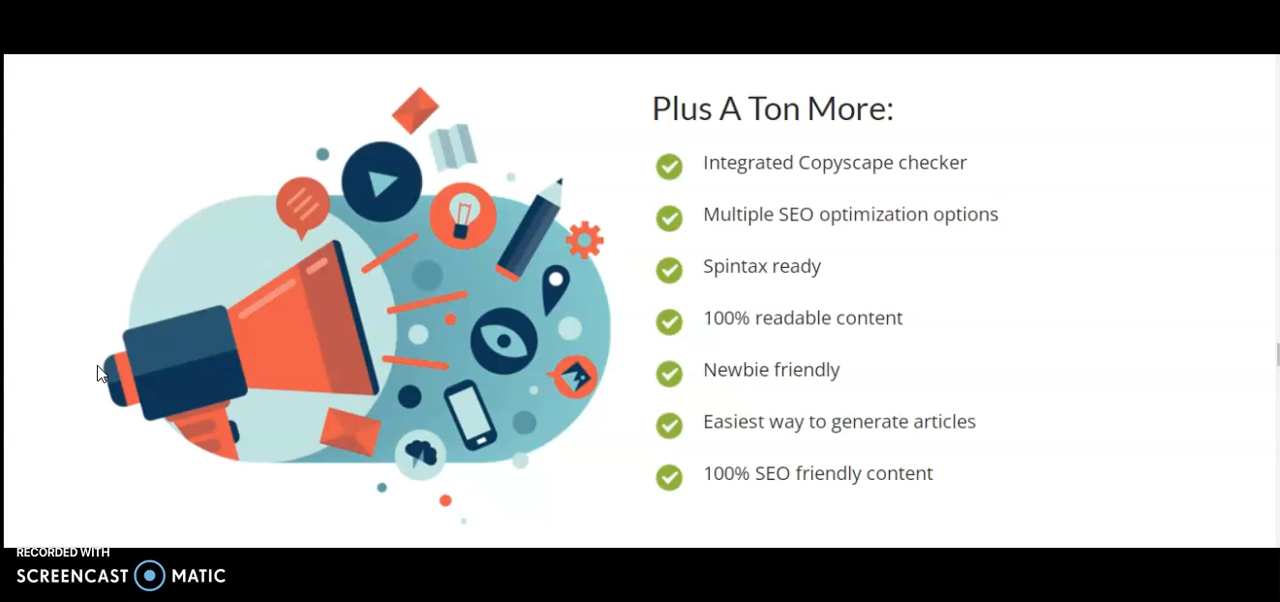 Plus A Ton More:
Integrated Copyscape checker
Multiple SEO optimization options
Spintax ready
100% readable content
Newbie friendly
Easiest way to generate articles
100% SEO friendly content
RECORDED WITH
SCREENCAST MATIC